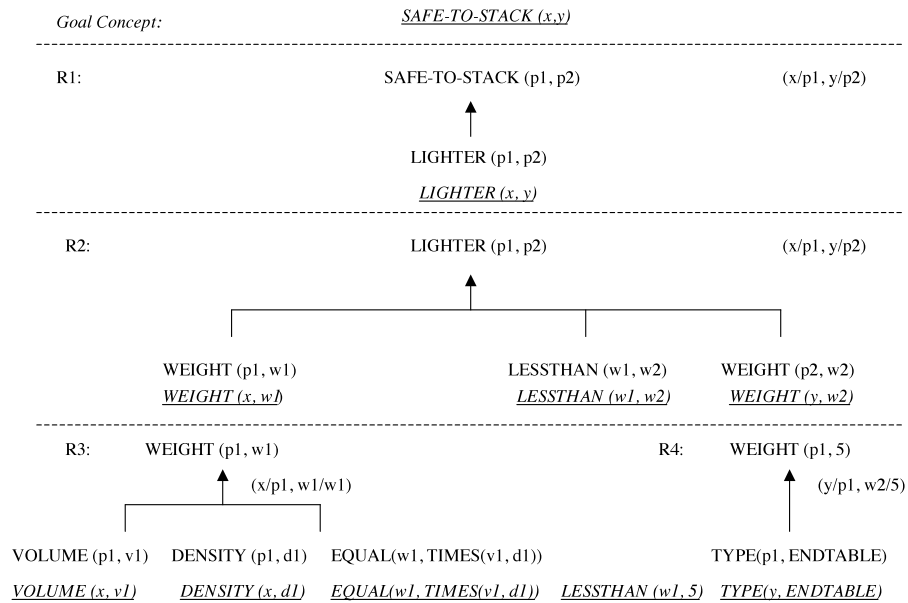 Goal Concept: SAFE-TO-STACK (x,y)
R1: SAFE-TO-STACK (p1, p2) (x/p1, y/p2)
LIGHTER (p1, p2)
LIGHTER (x, y)
R2: LIGHTER (p1, p2) (x/p1, y/p2)
WEIGHT (p1, w1) LESSTHAN (w1, w2) WEIGHT (p2, w2)
WEIGHT (x, w1) LESSTHAN (w1, w2) WEIGHT (y, w2)
R3: WEIGHT (p1, w1) R4: WEIGHT (p1, 5)
(x/p1, w1/w1) (y/p1, w2/5)
VOLUME (p1, v1) DENSITY (p1, d1) EQUAL(w1, TIMES(v1, d1)) TYPE(p1, ENDTABLE)
VOLUME (x, v1) DENSITY (x, d1) EQUAL(w1, TIMES(v1, d1)) LESSTHAN (w1, 5) TYPE(y, ENDTABLE)